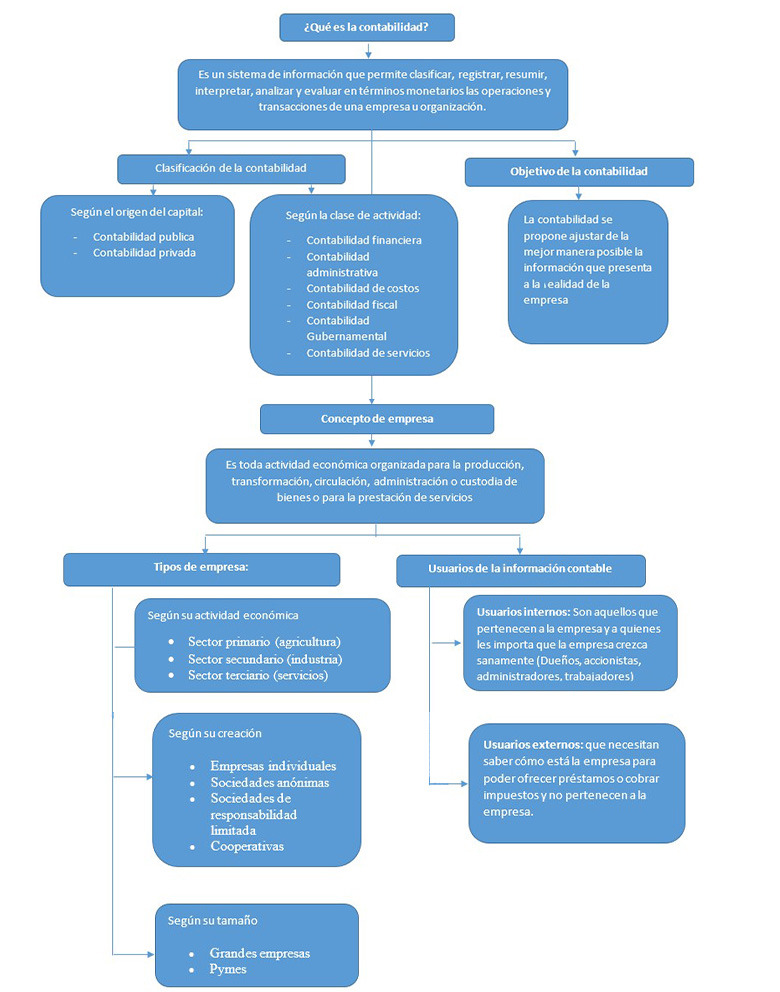 ¿Qué es la contabilidad?
Es un sistema de información que permite clasificar, registrar, resumir,
interpretar, analizar y evaluar en términos monetarios las operaciones y
transacciones de una empresa u organización.
Clasificación de la contabilidad
Objetivo de la contabilidad
Según el origen del capital:
- Contabilidad publica
- Contabilidad privada
Según la clase de actividad:
- Contabilidad financiera
- Contabilidad
administrativa
- Contabilidad de costos
- Contabilidad fiscal
- Contabilidad
Gubernamental
- Contabilidad de servicios
La contabilidad se
propone ajustar de la
mejor manera posible la
información que presenta
a la realidad de la
empresa
Concepto de empresa
Es toda actividad económica organizada para la producción,
transformación, circulación, administración o custodia de
bienes o para la prestación de servicios
Tipos de empresa:
Usuarios de la información contable
Según su actividad económica
• Sector primario (agricultura)
• Sector secundario (industria)
• Sector terciario (servicios)
Usuarios internos: Son aquellos que
pertenecen a la empresa y a quienes
les importa que la empresa crezca
sanamente (Dueños, accionistas,
administradores, trabajadores)
Según su creación
• Empresas individuales
• Sociedades anónimas
• Sociedades de
responsabilidad
limitada
• Cooperativas
Usuarios externos: que necesitan
saber cómo está la empresa para
poder ofrecer préstamos o cobrar
impuestos y no pertenecen a la
empresa.
Según su tamaño
• Grandes empresas
• Pymes